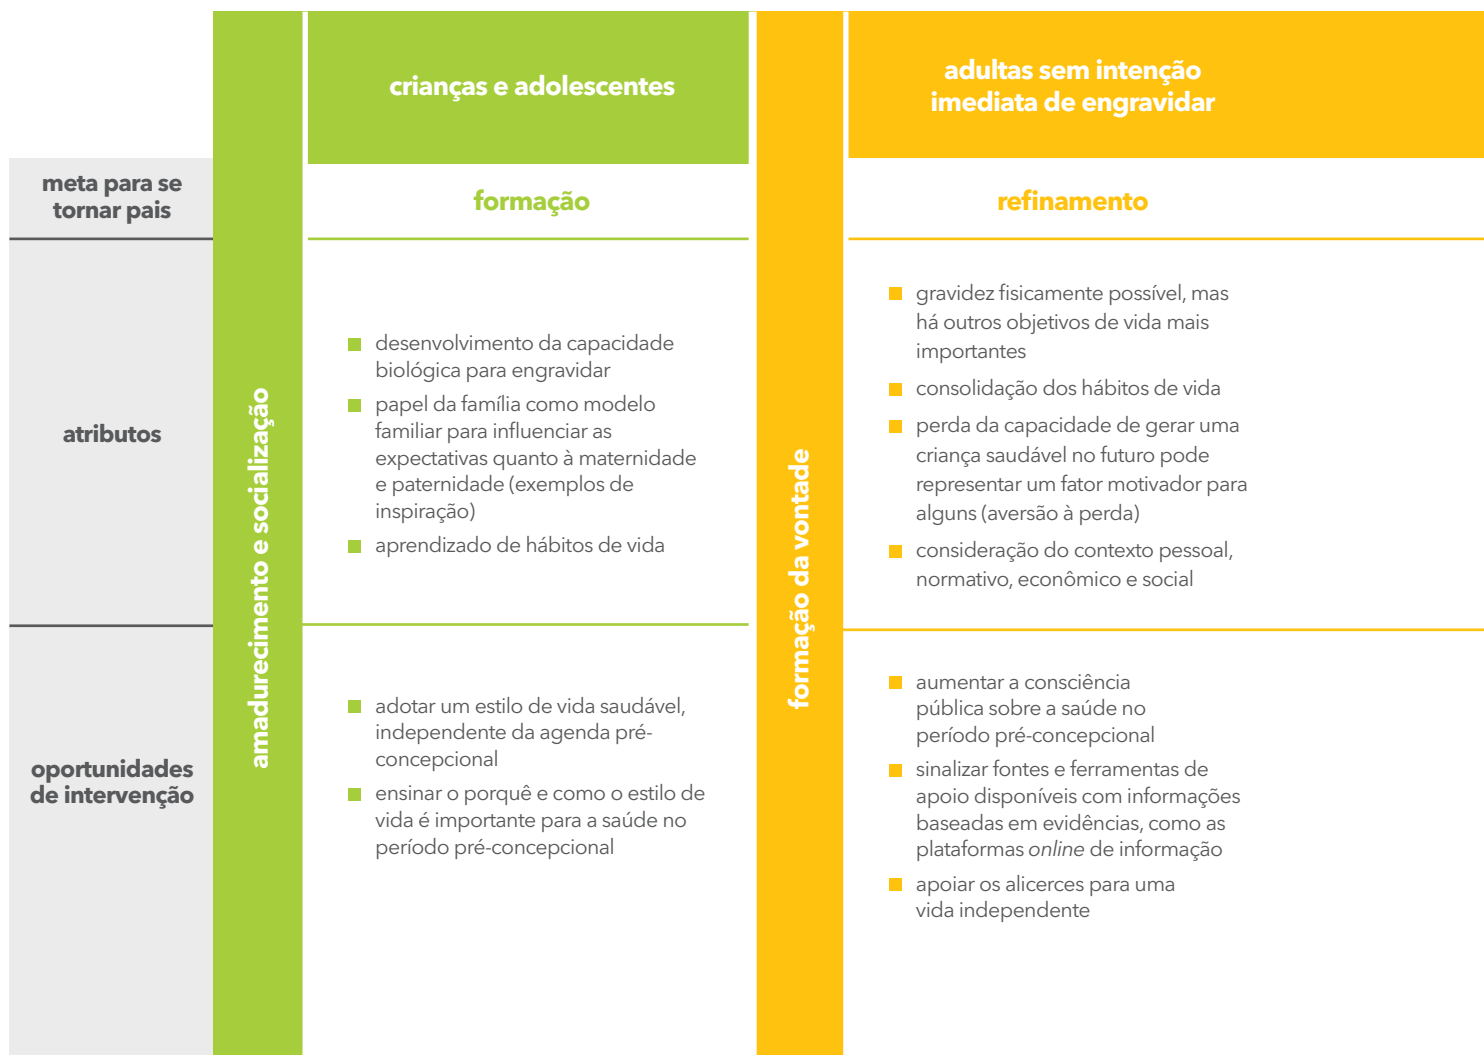 crianças e adolescentes
adultas sem intenção
imediata de engravidar
meta para se
tornar pais
formação
refinamento
amadurecimento e socialização
formação da vontade
atributos
desenvolvimento da capacidade
biológica para engravidar
papel da família como modelo
familiar para influenciar as
expectativas quanto à maternidade
e paternidade (exemplos de
inspiração)
aprendizado de hábitos de vida
gravidez fisicamente possível, mas
há outros objetivos de vida mais
importantes
consolidação dos hábitos de vida
perda da capacidade de gerar uma
criança saudável no futuro pode
representar um fator motivador para
alguns (aversão à perda)
consideração do contexto pessoal,
normativo, econômico e social
oportunidades
de intervenção
adotar um estilo de vida saudável,
independente da agenda pré-
concepcional
ensinar o porquê e como o estilo de
vida é importante para a saúde no
período pré-concepcional
aumentar a consciência
pública sobre a saúde no
período pré-concepcional
sinalizar fontes e ferramentas de
apoio disponíveis com informações
baseadas em evidências, como as
plataformas online de informação
apoiar os alicerces para uma
vida independente